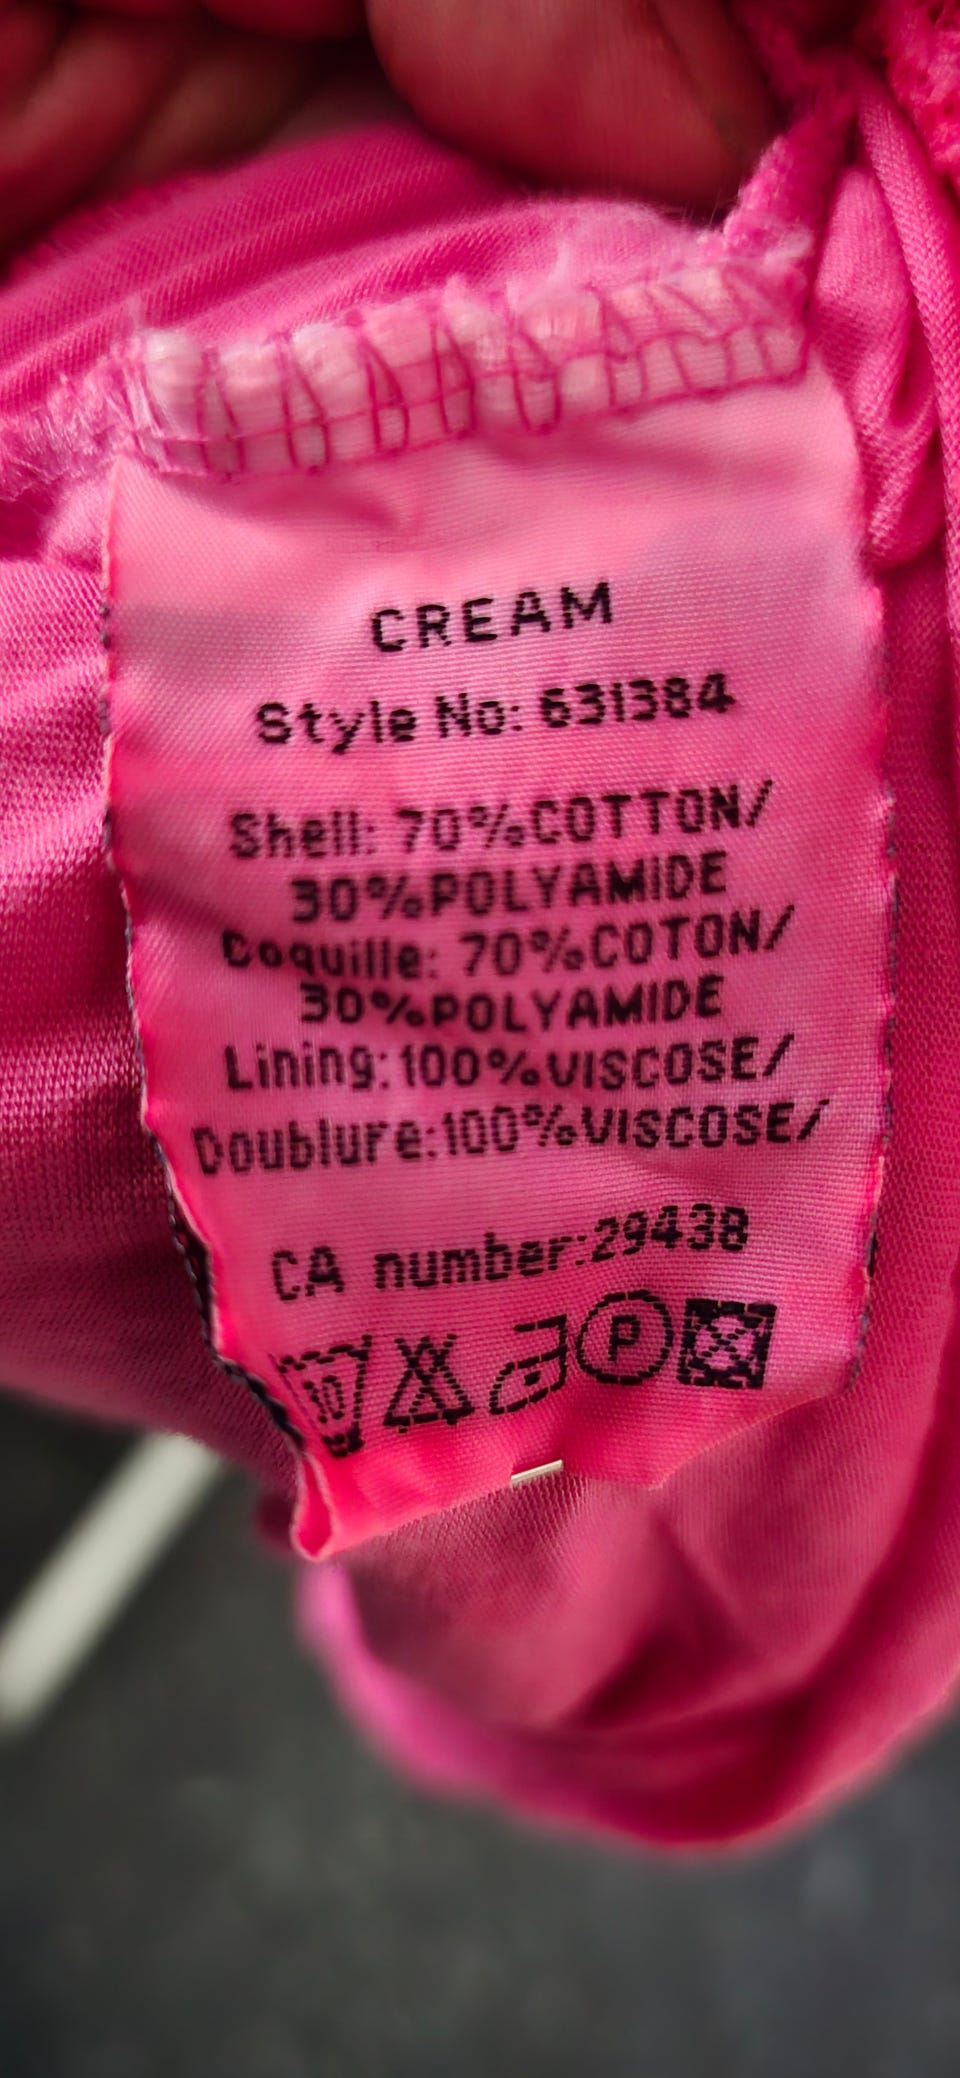 CREAM
Style No: 631384
Shell: 70%COTTON/
30%POLYAMIDE
Coquille: 70%COTON/
30%POLYAMIDE
Lining:100%VISCOSE/
Doublure:100%VISCOSE/
CA number:29438
30 P